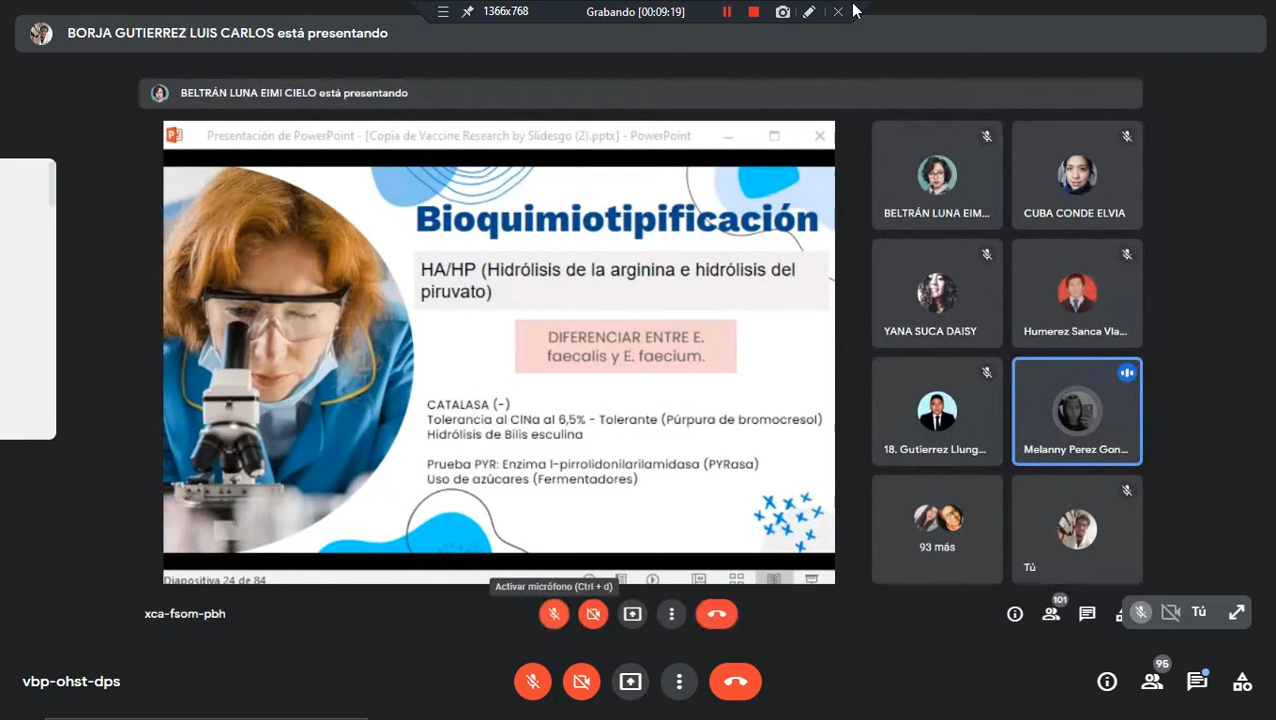 1366x768
Grabando [00:09:19]
BORJA GUTIERREZ LUIS CARLOS está presentando
BELTRÁN LUNA EIMI CIELO está presentando
Presentación de PowerPoint - [Copia de Vaccine Research by Slidesgo (2).pptx] - PowerPoint
Bioquimiotipificación
HA/HP (Hidrólisis de la arginina e hidrólisis del
piruvato)
DIFERENCIAR ENTRE E.
faecalis y E. faecium.
CATALASA (-)
Tolerancia al ClNa al 6,5% - Tolerante (Púrpura de bromocresol)
Hidrólisis de Bilis esculina
Prueba PYR: Enzima l-pirrolidonilarilamidasa (PYRasa)
Uso de azúcares (Fermentadores)
Diapositiva 24 de 84
BELTRÁN LUNA EIM...
CUBA CONDE ELVIA
YANA SUCA DAISY
Humerez Sanca Vla...
18. Gutierrez Llung...
Melanny Perez Gon...
93 más
Tú
Activar micrófono (Ctrl + d)
xca-fsom-pbh
101
Tú
vbp-ohst-dps
95